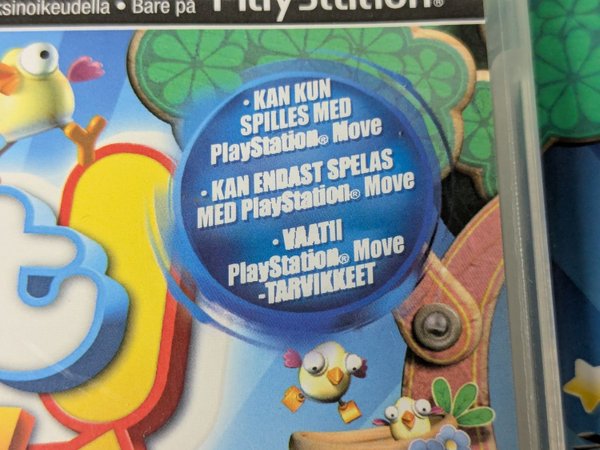 sinoikeudella • Bare på PlayStation®
• KAN KUN
SPILLES MED
PlayStation® Move
• KAN ENDAST SPELAS
MED PlayStation® Move
• VAATII
PlayStation® Move
-TARVIKKEET